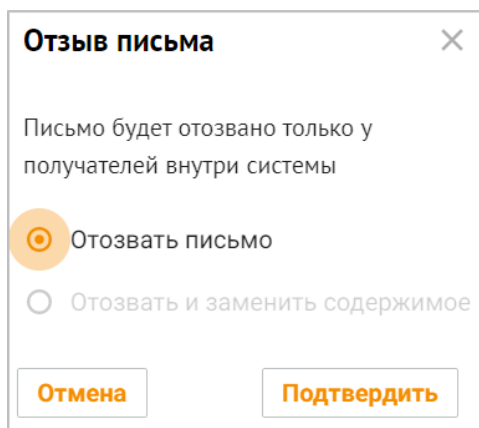 Отзыв письма
Письмо будет отозвано только у
получателей внутри системы
Отозвать письмо
Отозвать и заменить содержимое
Отмена
Подтвердить